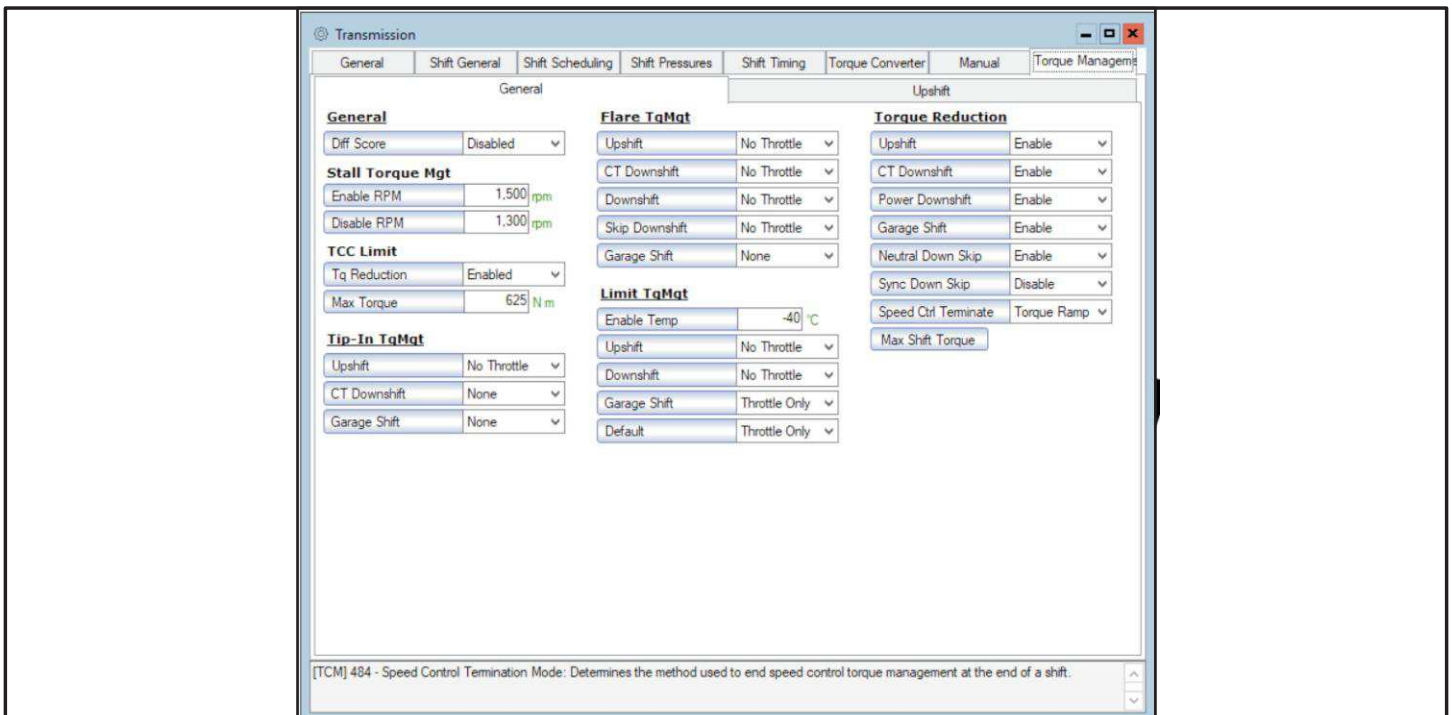 Transmission
General Shift General Shift Scheduling Shift Pressures Shift Timing Torque Converter Manual Torque Manageme
General Upshift
General
Diff Score Disabled
Stall Torque Mgt
Enable RPM 1,500 rpm
Disable RPM 1,300 rpm
TCC Limit
Tq Reduction Enabled
Max Torque 625 N m
Tip-In TqMgt
Upshift No Throttle
CT Downshift None
Garage Shift None
Flare TqMgt
Upshift No Throttle
CT Downshift No Throttle
Downshift No Throttle
Skip Downshift No Throttle
Garage Shift None
Limit TqMgt
Enable Temp -40 °C
Upshift No Throttle
Downshift No Throttle
Garage Shift Throttle Only
Default Throttle Only
Torque Reduction
Upshift Enable
CT Downshift Enable
Power Downshift Enable
Garage Shift Enable
Neutral Down Skip Enable
Sync Down Skip Disable
Speed Ctrl Terminate Torque Ramp
Max Shift Torque
[TCM] 484 - Speed Control Termination Mode: Determines the method used to end speed control torque management at the end of a shift.